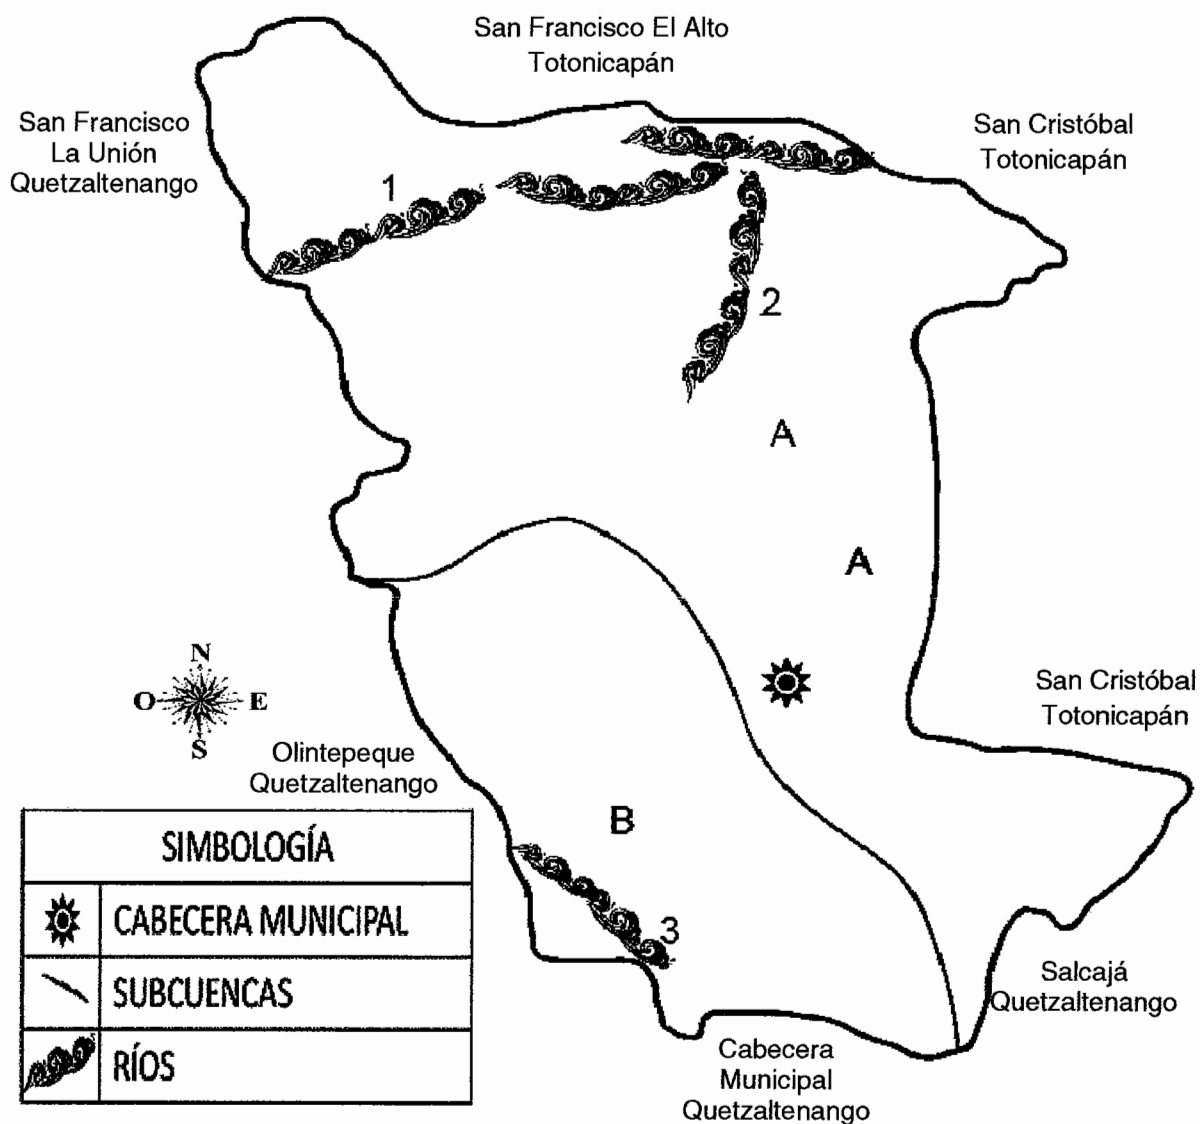 San Francisco El Alto
Totonicapán
San Francisco
La Unión
Quetzaltenango
San Cristóbal
Totonicapán
1
2
A
A
N
O
E
S
San Cristóbal
Totonicapán
Olintepeque
Quetzaltenango
B
3
SIMBOLOGÍA
CABECERA MUNICIPAL
SUBCUENCAS
RÍOS
Salcajá
Quetzaltenango
Cabecera
Municipal
Quetzaltenango